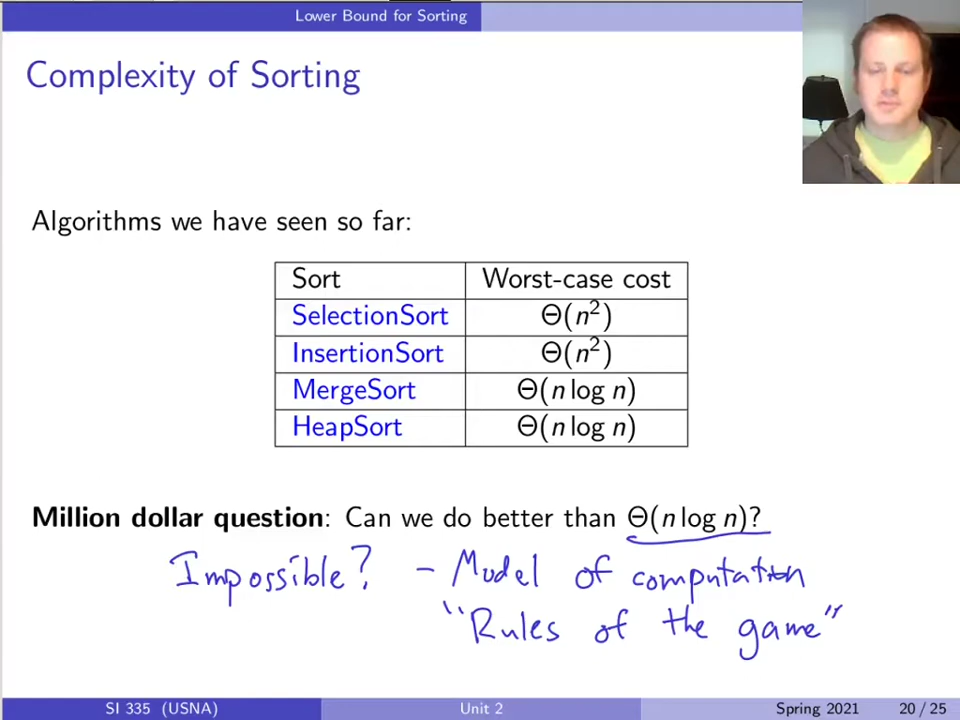 Lower Bound for Sorting
Complexity of Sorting
Algorithms we have seen so far:
Sort Worst-case cost
SelectionSort Θ(n²)
InsertionSort Θ(n²)
MergeSort Θ(n log n)
HeapSort Θ(n log n)
Million dollar question: Can we do better than Θ(n log n)?
Impossible? - Model of computation
"Rules of the game"
SI 335 (USNA) Unit 2 Spring 2021 20 / 25